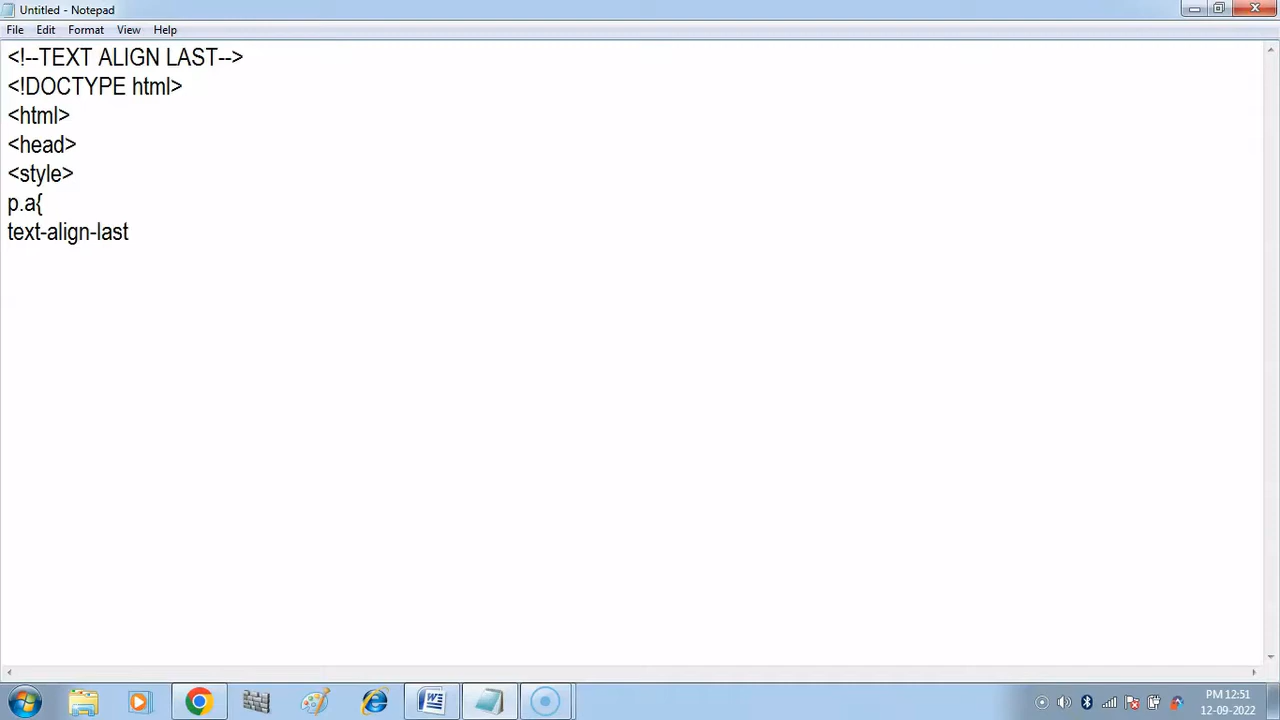 Untitled - Notepad
File Edit Format View Help
<!--TEXT ALIGN LAST-->
<!DOCTYPE html>
<html>
<head>
<style>
p.a{
text-align-last
PM 12:51
12-09-2022